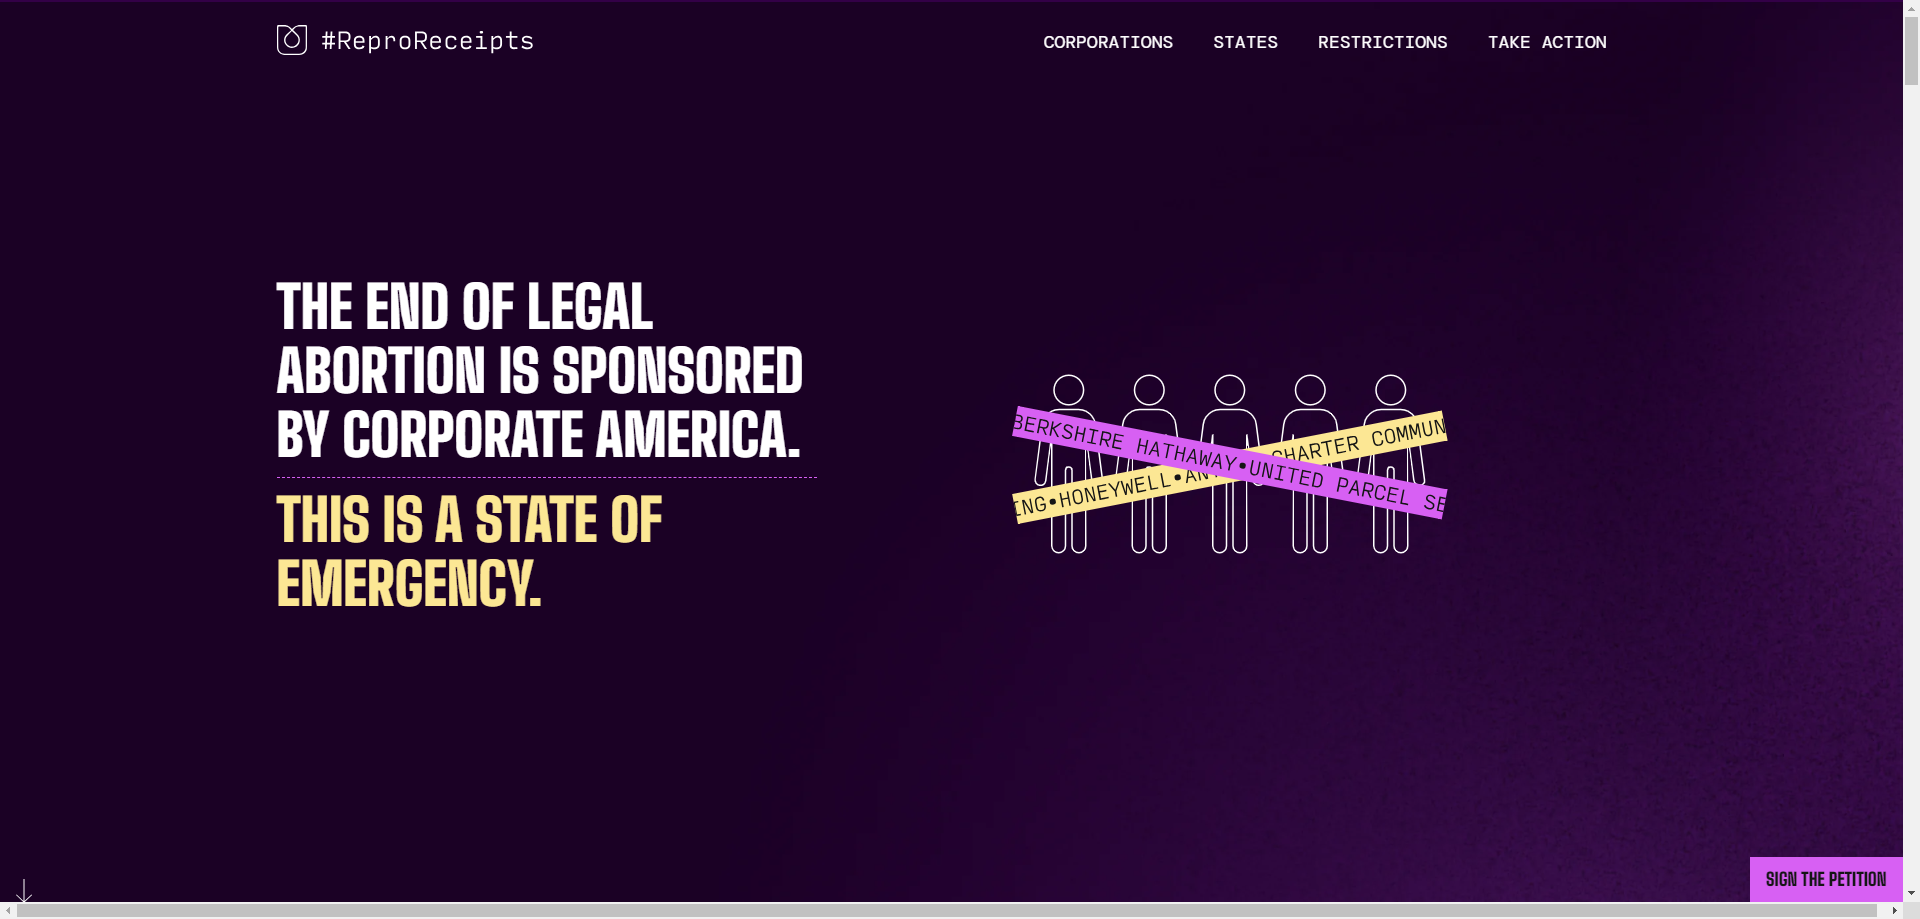 #ReproReceipts
CORPORATIONS STATES RESTRICTIONS TAKE ACTION
THE END OF LEGAL
ABORTION IS SPONSORED
BY CORPORATE AMERICA.
THIS IS A STATE OF
EMERGENCY.
BERKSHIRE HATHAWAY•UNITED PARCEL SE
ING•HONEYWELL•AN CHARTER COMMUN
SIGN THE PETITION